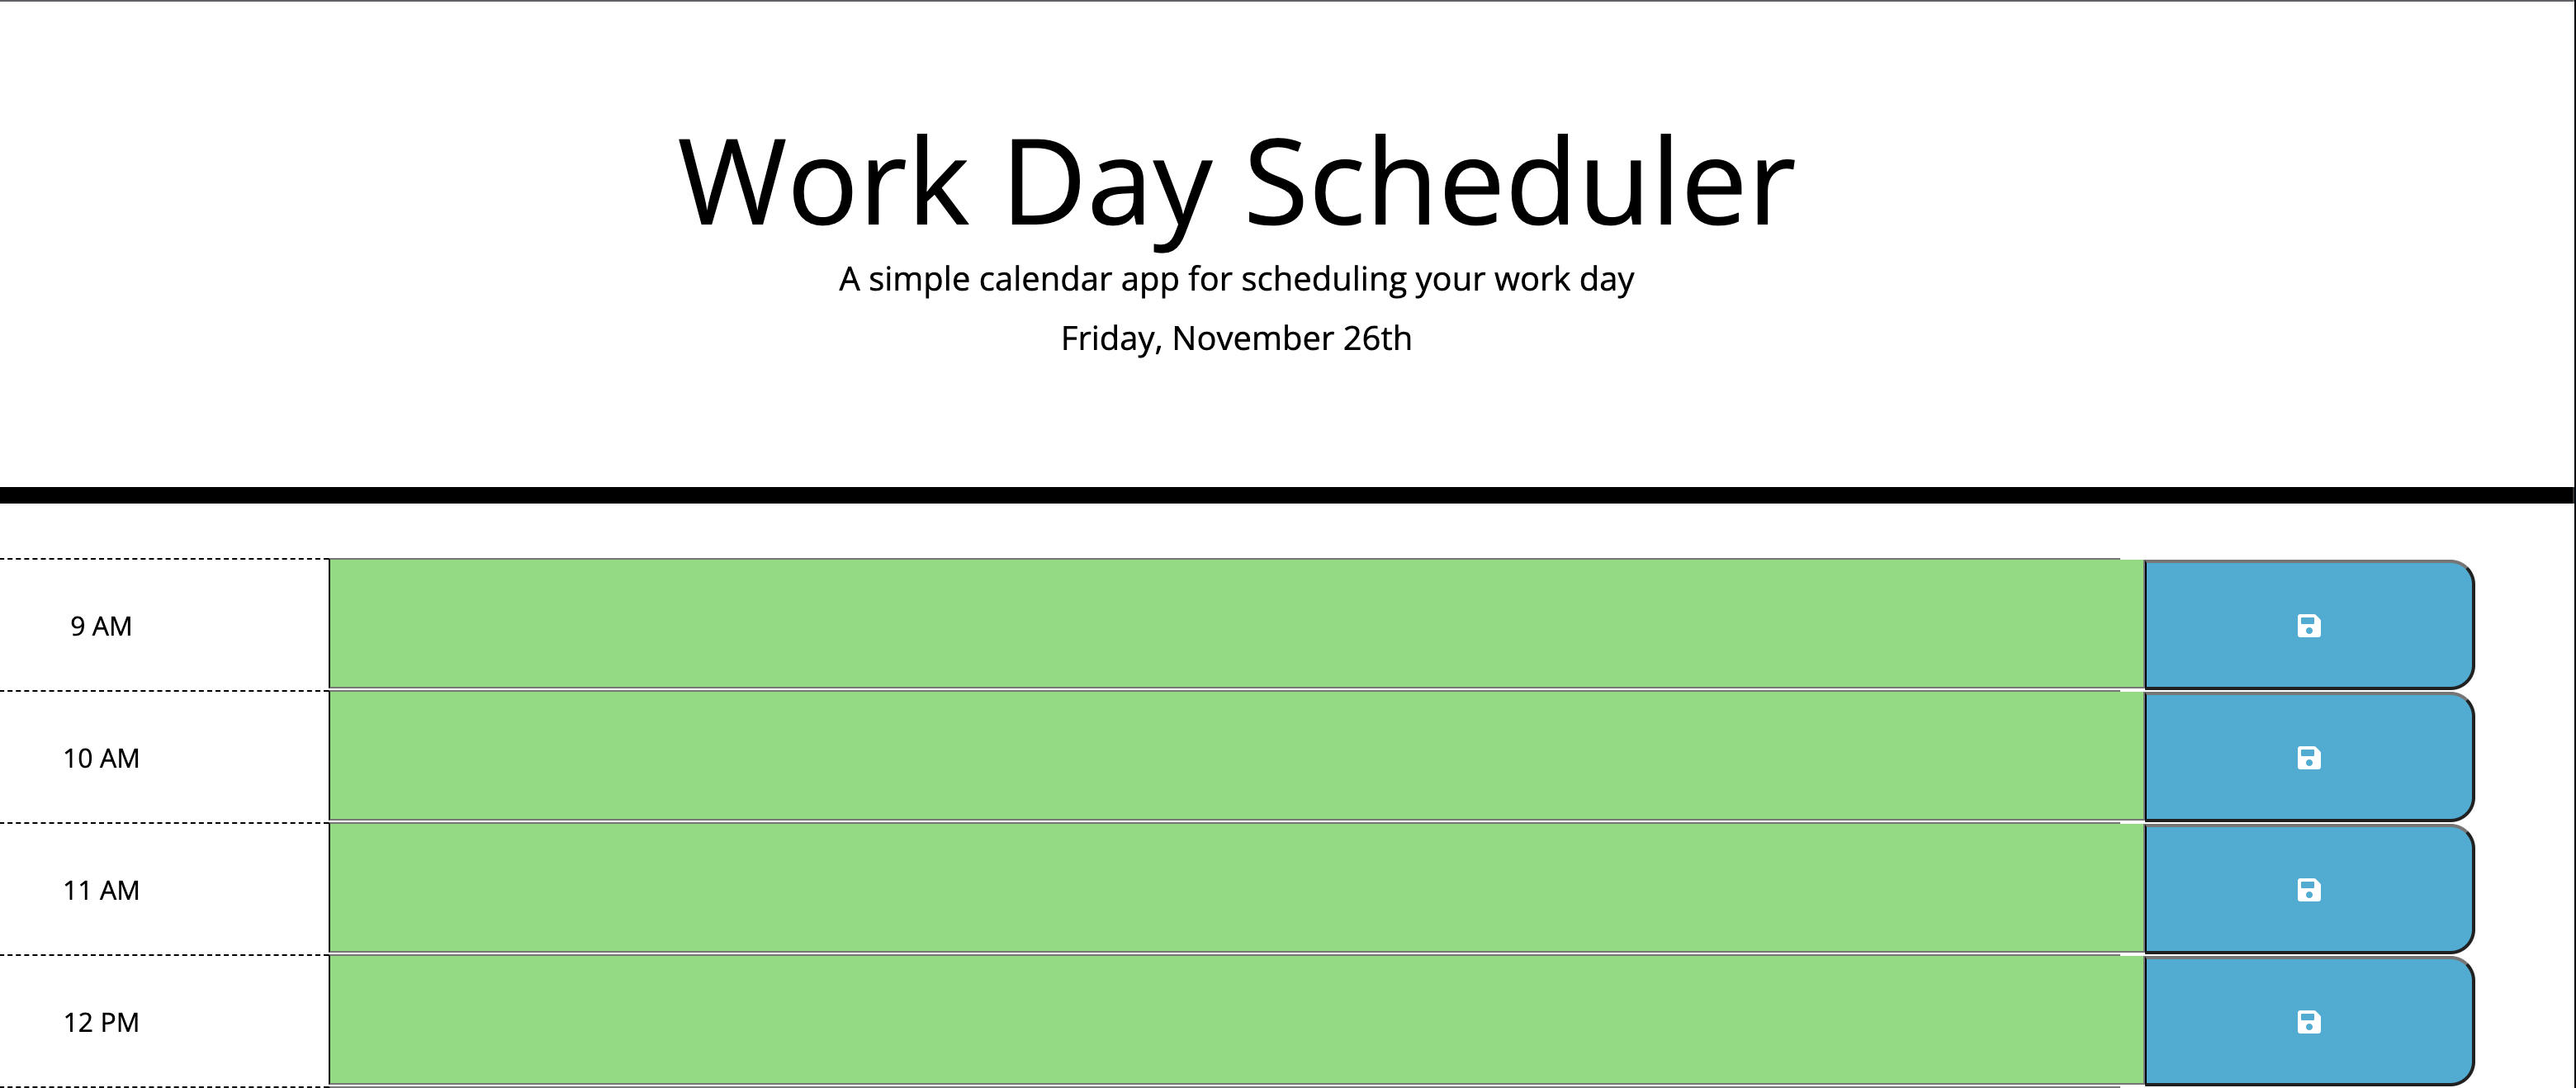 Work Day Scheduler
A simple calendar app for scheduling your work day
Friday, November 26th
9 AM
10 AM
11 AM
12 PM